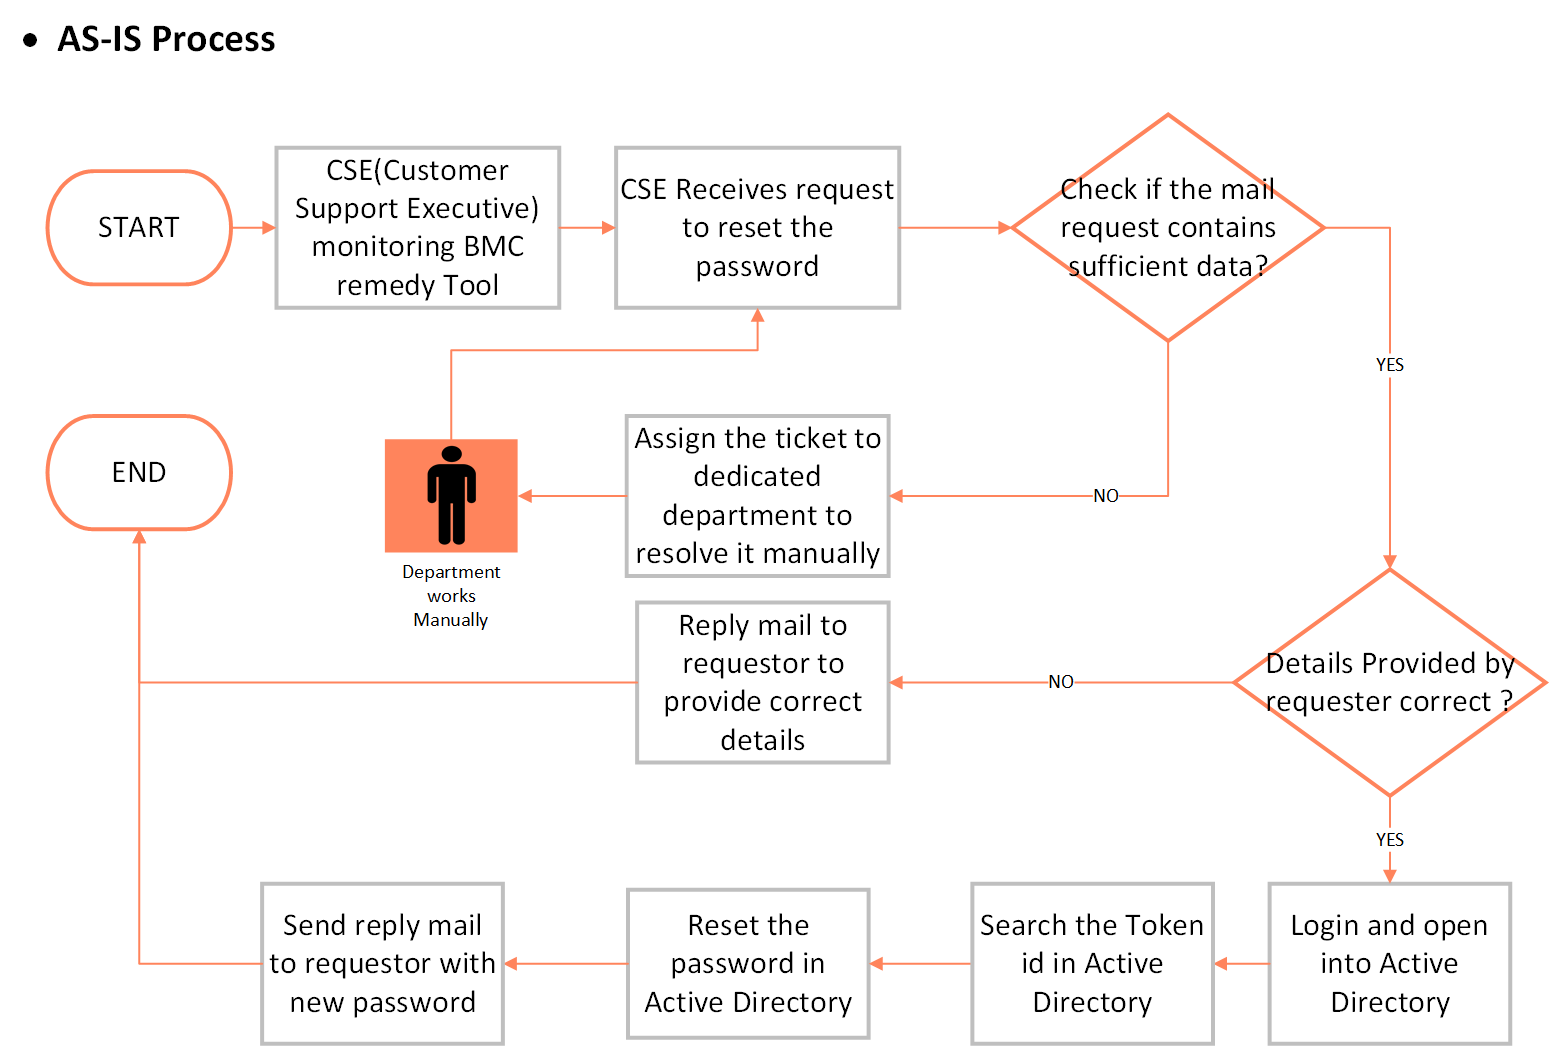 • AS-IS Process
START
CSE(Customer
Support Executive)
monitoring BMC
remedy Tool
CSE Receives request
to reset the
password
Check if the mail
request contains
sufficient data?
YES
NO
Assign the ticket to
dedicated
department to
resolve it manually
Department
works
Manually
END
Details Provided by
requester correct ?
NO
Reply mail to
requestor to
provide correct
details
YES
Login and open
into Active
Directory
Search the Token
id in Active
Directory
Reset the
password in
Active Directory
Send reply mail
to requestor with
new password